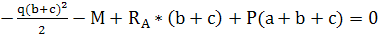 −q(b+c)²/2 − M + R_A * (b + c) + P(a + b + c) = 0